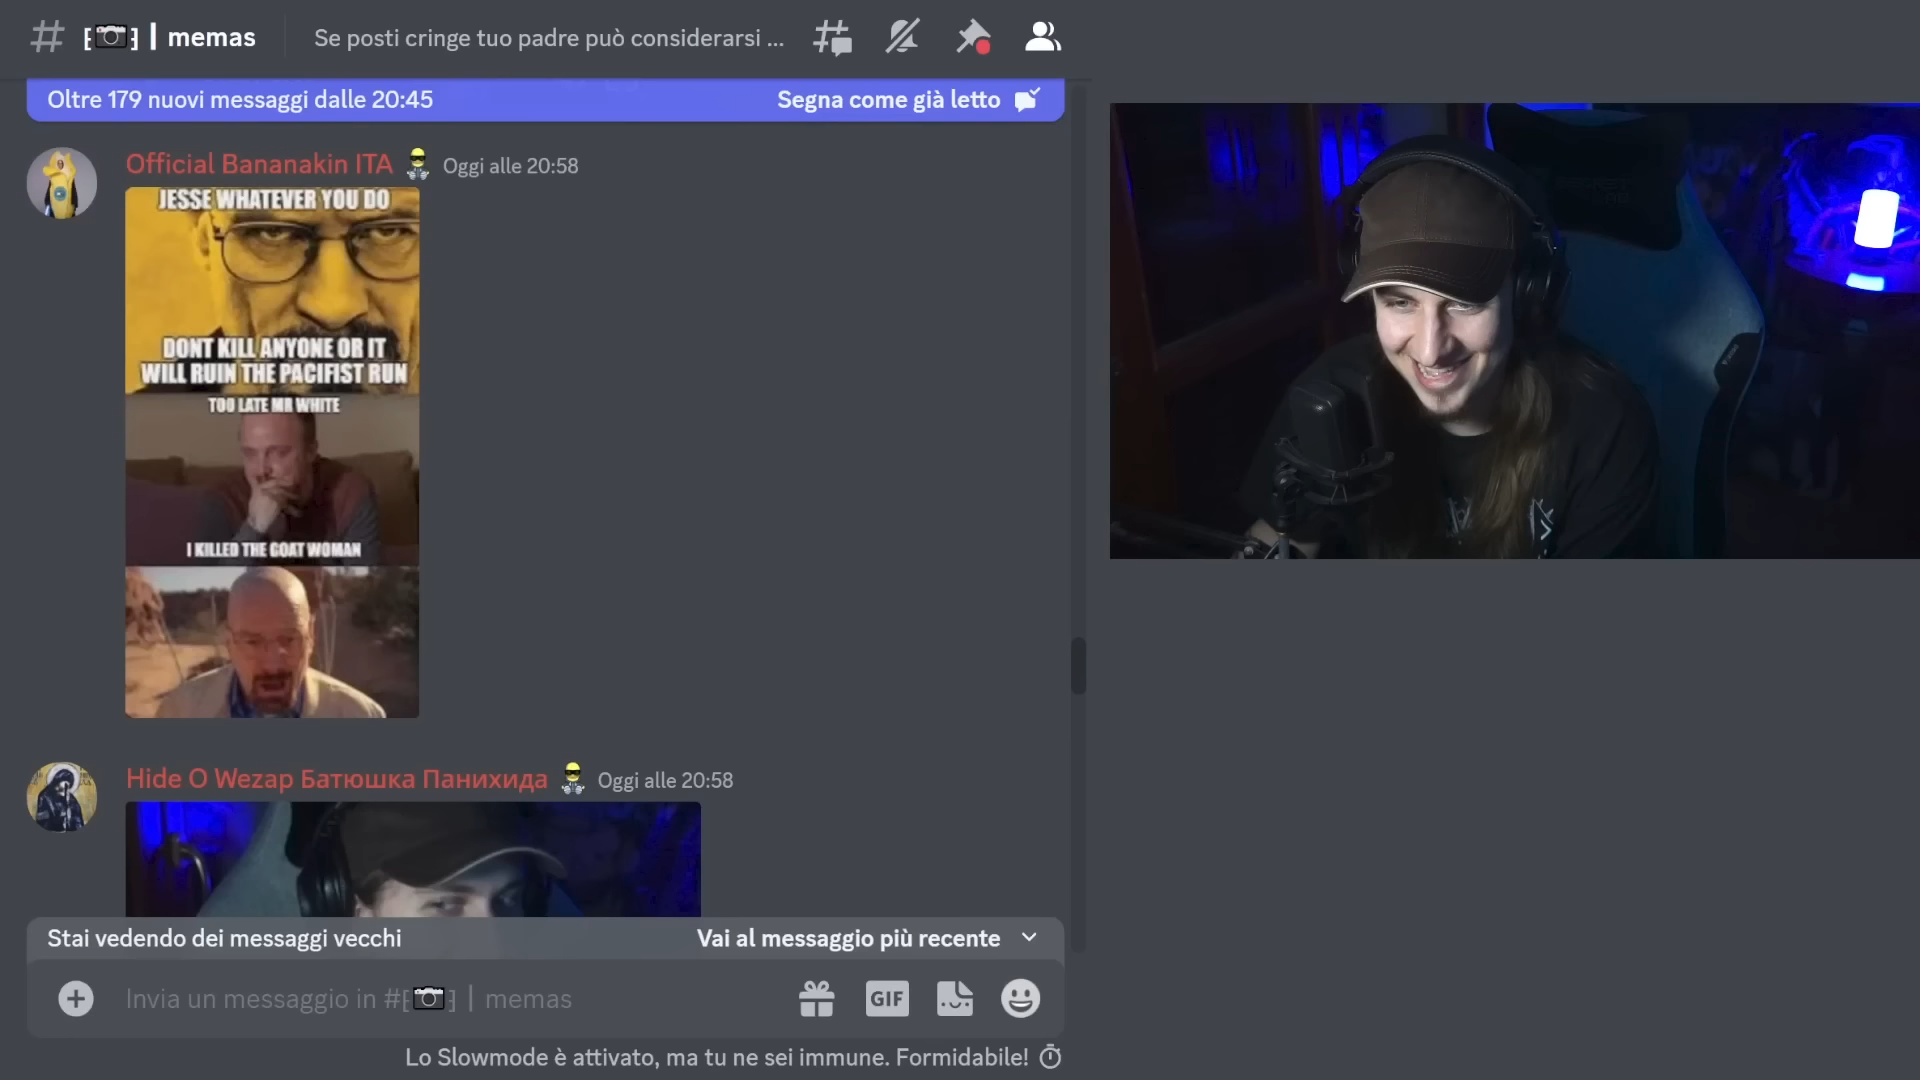 [📷] | memas
Se posti cringe tuo padre può considerarsi ...
Oltre 179 nuovi messaggi dalle 20:45
Segna come già letto
Official Bananakin ITA
Oggi alle 20:58
JESSE WHATEVER YOU DO
DONT KILL ANYONE OR IT
WILL RUIN THE PACIFIST RUN
TOO LATE MR WHITE
I KILLED THE GOAT WOMAN
Hide O Wezap Батюшка Панихида
Oggi alle 20:58
Stai vedendo dei messaggi vecchi
Vai al messaggio più recente
Invia un messaggio in #[📷] | memas
GIF
Lo Slowmode è attivato, ma tu ne sei immune. Formidabile!